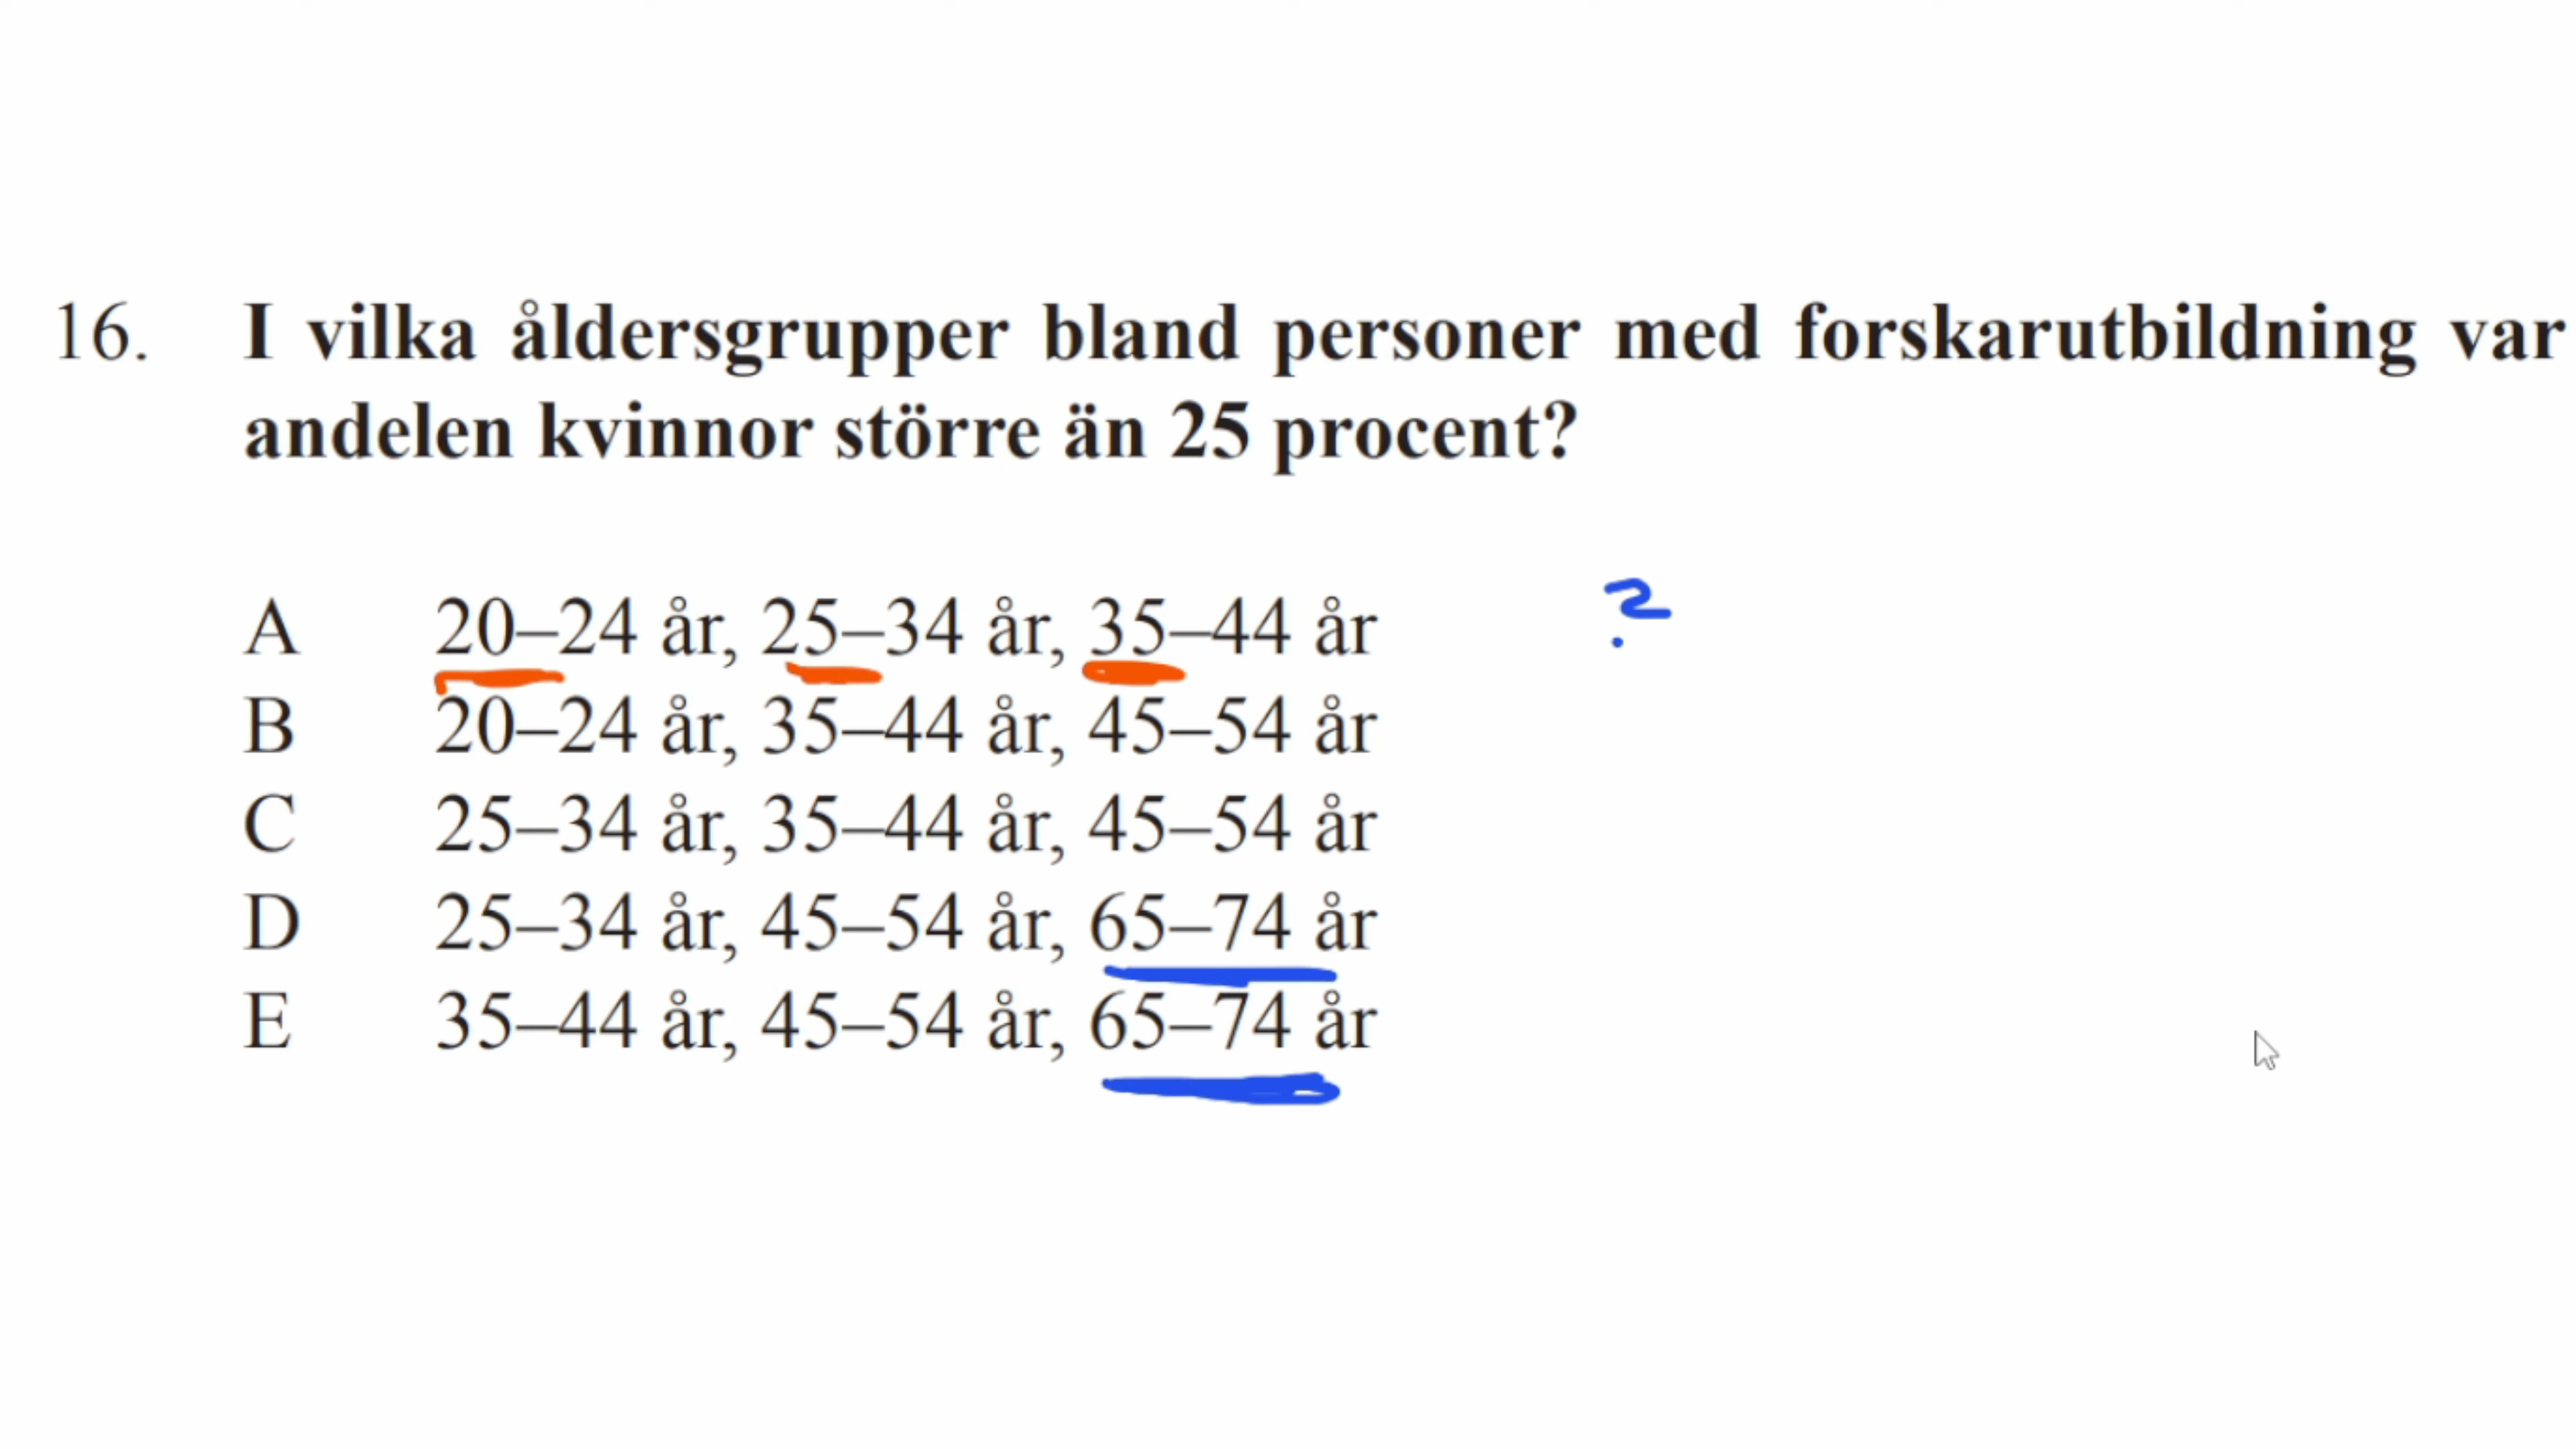 16. I vilka åldersgrupper bland personer med forskarutbildning var
andelen kvinnor större än 25 procent?
A 20–24 år, 25–34 år, 35–44 år ?
B 20–24 år, 35–44 år, 45–54 år
C 25–34 år, 35–44 år, 45–54 år
D 25–34 år, 45–54 år, 65–74 år
E 35–44 år, 45–54 år, 65–74 år